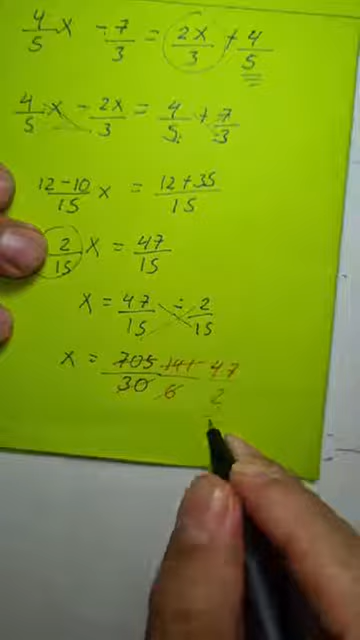 4/5 x - 7/3 = 2x/3 + 4/5
4/5 x - 2x/3 = 4/5 + 7/3
12-10/15 x = 12+35/15
2/15 x = 47/15
x = 47/15 ÷ 2/15
x = 705/30 141/6 47/2